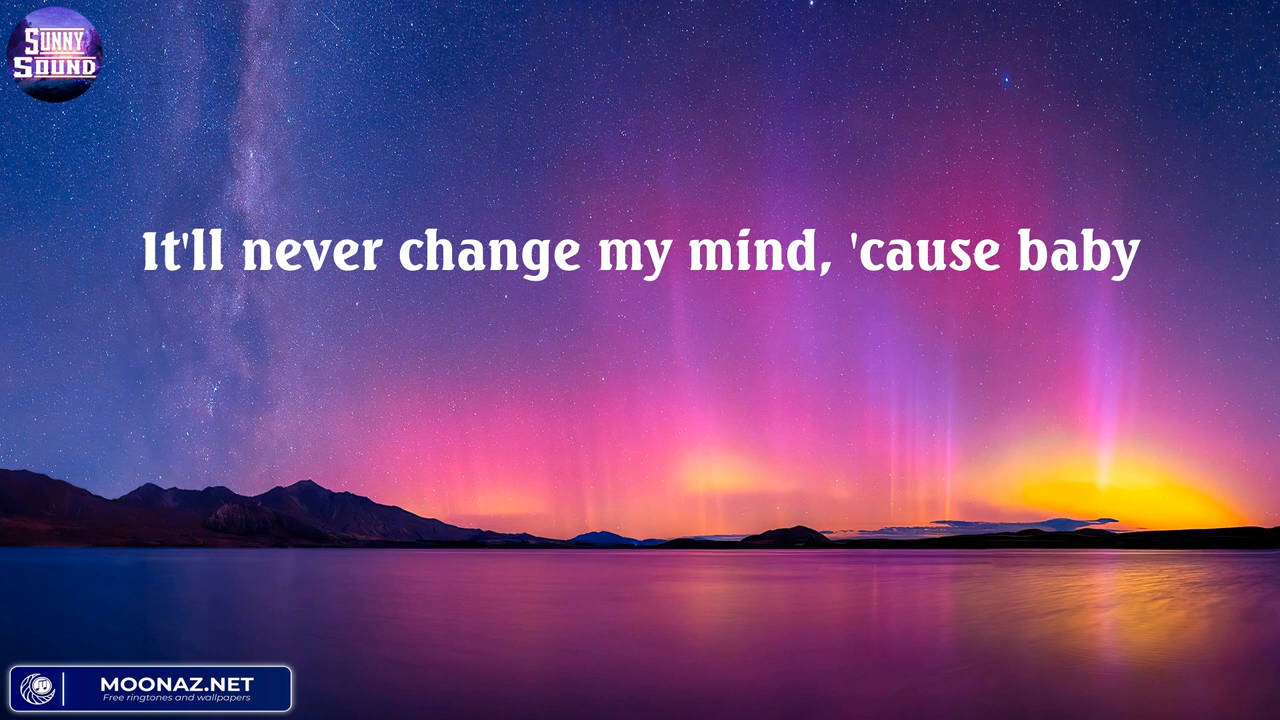 SUNNY
SOUND
It'll never change my mind, 'cause baby
MOONAZ.NET
Free ringtones and wallpapers